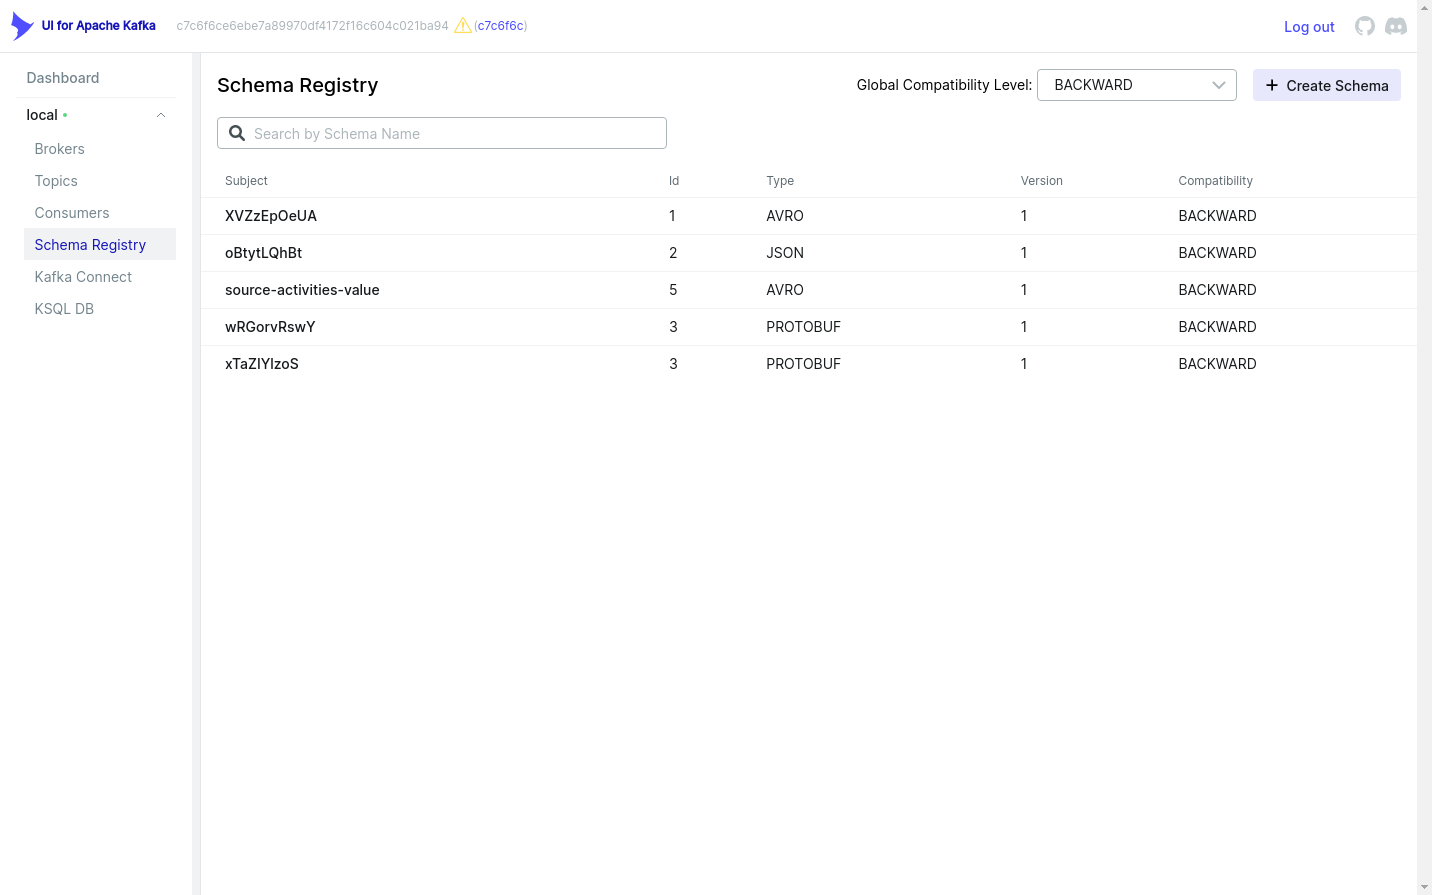 UI for Apache Kafka c7c6f6ce6ebe7a89970df4172f16c604c021ba94 (c7c6f6c) Log out
Dashboard
local
Brokers
Topics
Consumers
Schema Registry
Kafka Connect
KSQL DB
Schema Registry Global Compatibility Level: BACKWARD Create Schema
Search by Schema Name
Subject Id Type Version Compatibility
XVZzEpOeUA 1 AVRO 1 BACKWARD
oBtytLQhBt 2 JSON 1 BACKWARD
source-activities-value 5 AVRO 1 BACKWARD
wRGorvRswY 3 PROTOBUF 1 BACKWARD
xTaZIYIzoS 3 PROTOBUF 1 BACKWARD